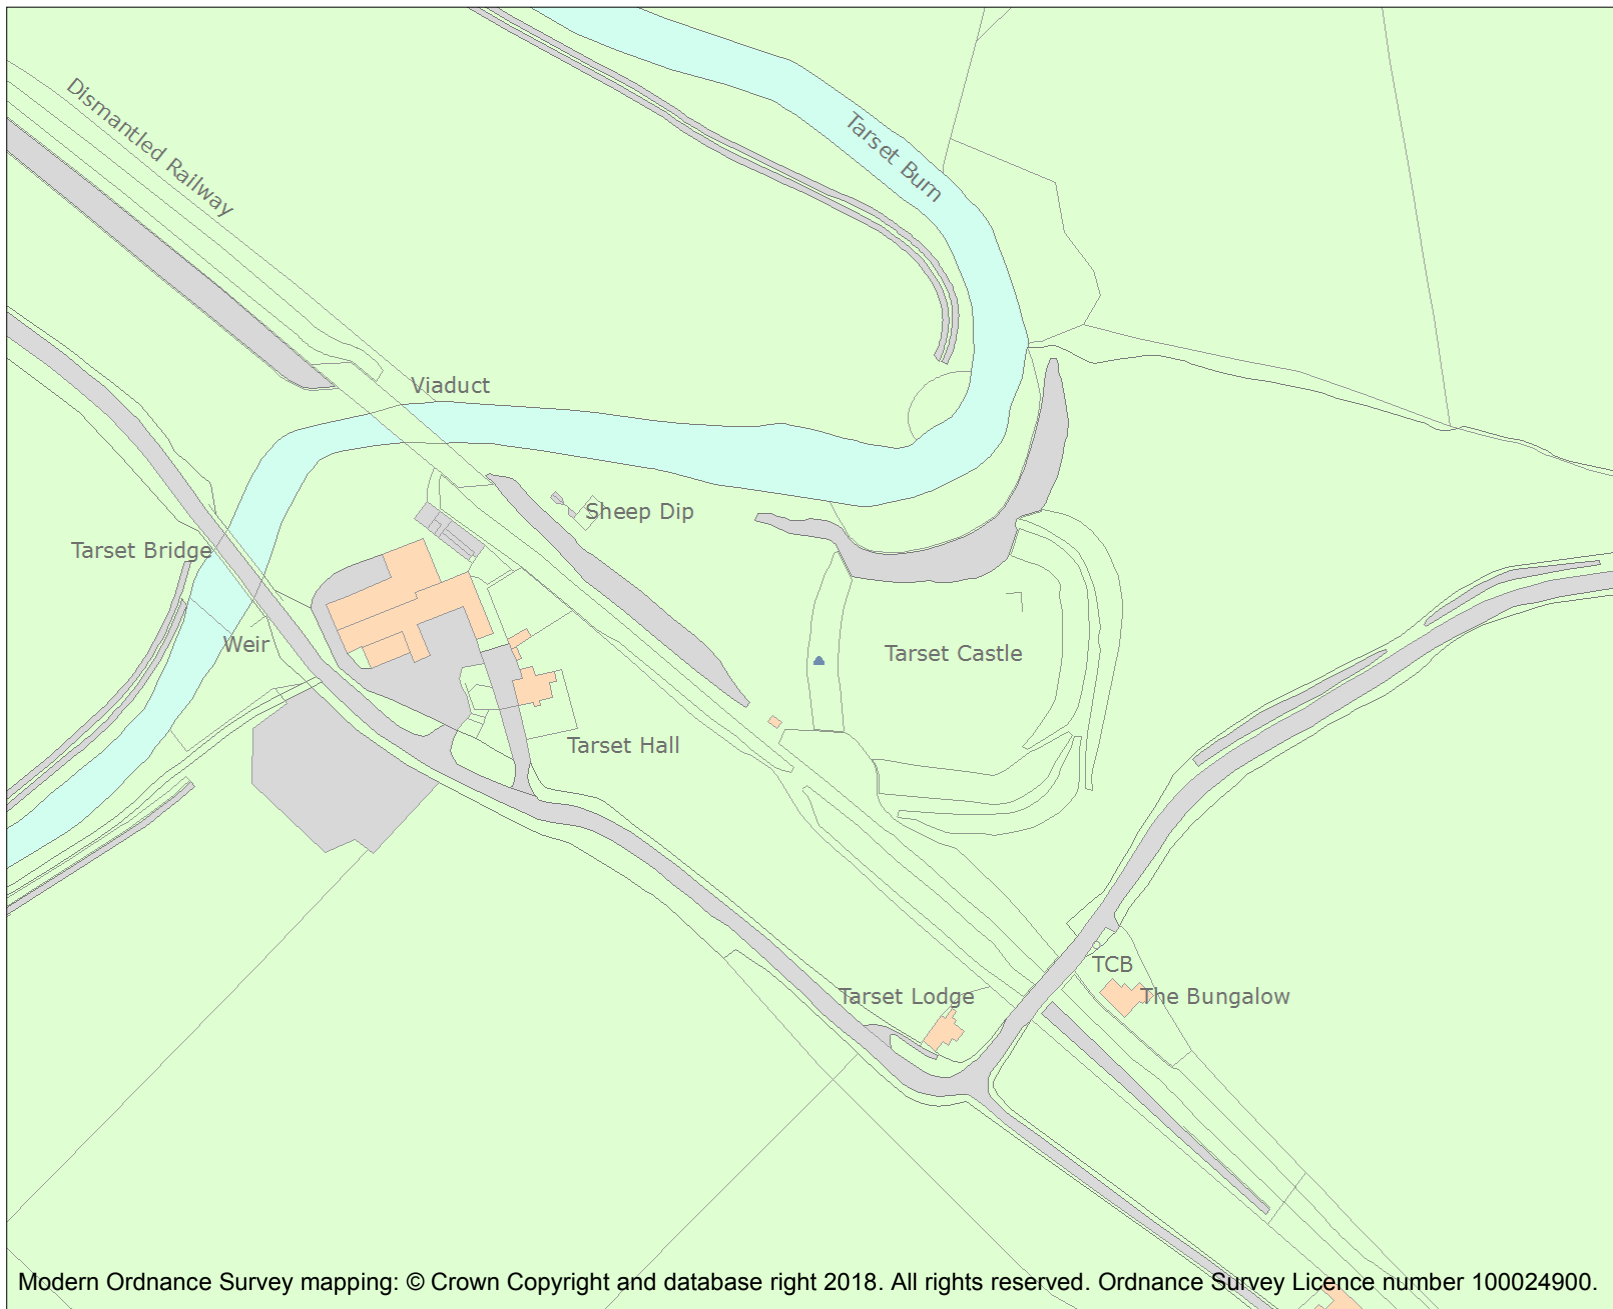 Dismantled Railway
Tarset Burn
Viaduct
Sheep Dip
Tarset Bridge
Weir
Tarset Castle
Tarset Hall
TCB
Tarset Lodge
The Bungalow
Modern Ordnance Survey mapping: © Crown Copyright and database right 2018. All rights reserved. Ordnance Survey Licence number 100024900.